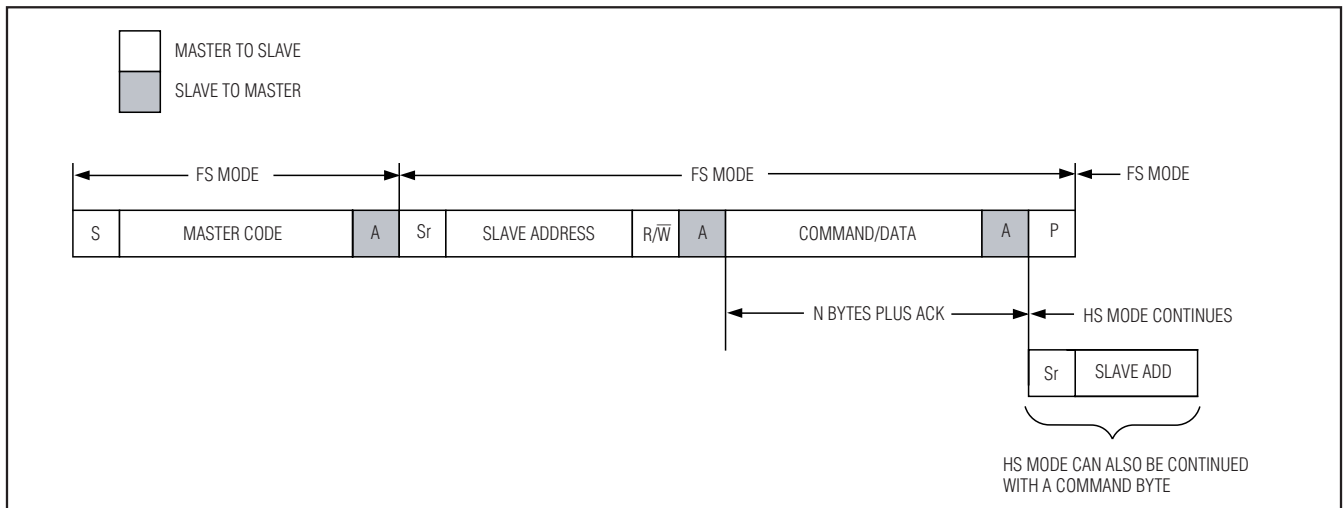 MASTER TO SLAVE
SLAVE TO MASTER
FS MODE
FS MODE
FS MODE
S MASTER CODE A Sr SLAVE ADDRESS R/W̅ A COMMAND/DATA A P
N BYTES PLUS ACK
HS MODE CONTINUES
Sr SLAVE ADD
HS MODE CAN ALSO BE CONTINUED
WITH A COMMAND BYTE